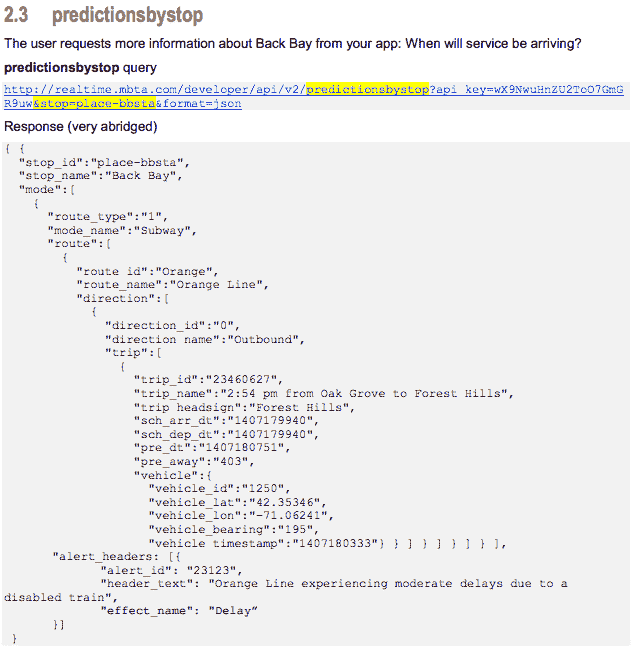 2.3 predictionsbystop
The user requests more information about Back Bay from your app: When will service be arriving?
predictionsbystop query
http://realtime.mbta.com/developer/api/v2/predictionsbystop?api_key=wX9NwuHnZU2ToO7GmG
R9uw&stop=place-bbsta&format=json
Response (very abridged)
{ {
"stop_id":"place-bbsta",
"stop_name":"Back Bay",
"mode":[
{
"route_type":"1",
"mode_name":"Subway",
"route":[
{
"route_id":"Orange",
"route_name":"Orange Line",
"direction":[
{
"direction_id":"0",
"direction_name":"Outbound",
"trip":[
{
"trip_id":"23460627",
"trip_name":"2:54 pm from Oak Grove to Forest Hills",
"trip_headsign":"Forest Hills",
"sch_arr_dt":"1407179940",
"sch_dep_dt":"1407179940",
"pre_dt":"1407180751",
"pre_away":"403",
"vehicle":{
"vehicle_id":"1250",
"vehicle_lat":"42.35346",
"vehicle_lon":"-71.06241",
"vehicle_bearing":"195",
"vehicle_timestamp":"1407180333"} } ] } ] } ] } ],
"alert_headers: [{
"alert_id": "23123",
"header_text": "Orange Line experiencing moderate delays due to a
disabled train",
"effect_name": "Delay”
}]
}